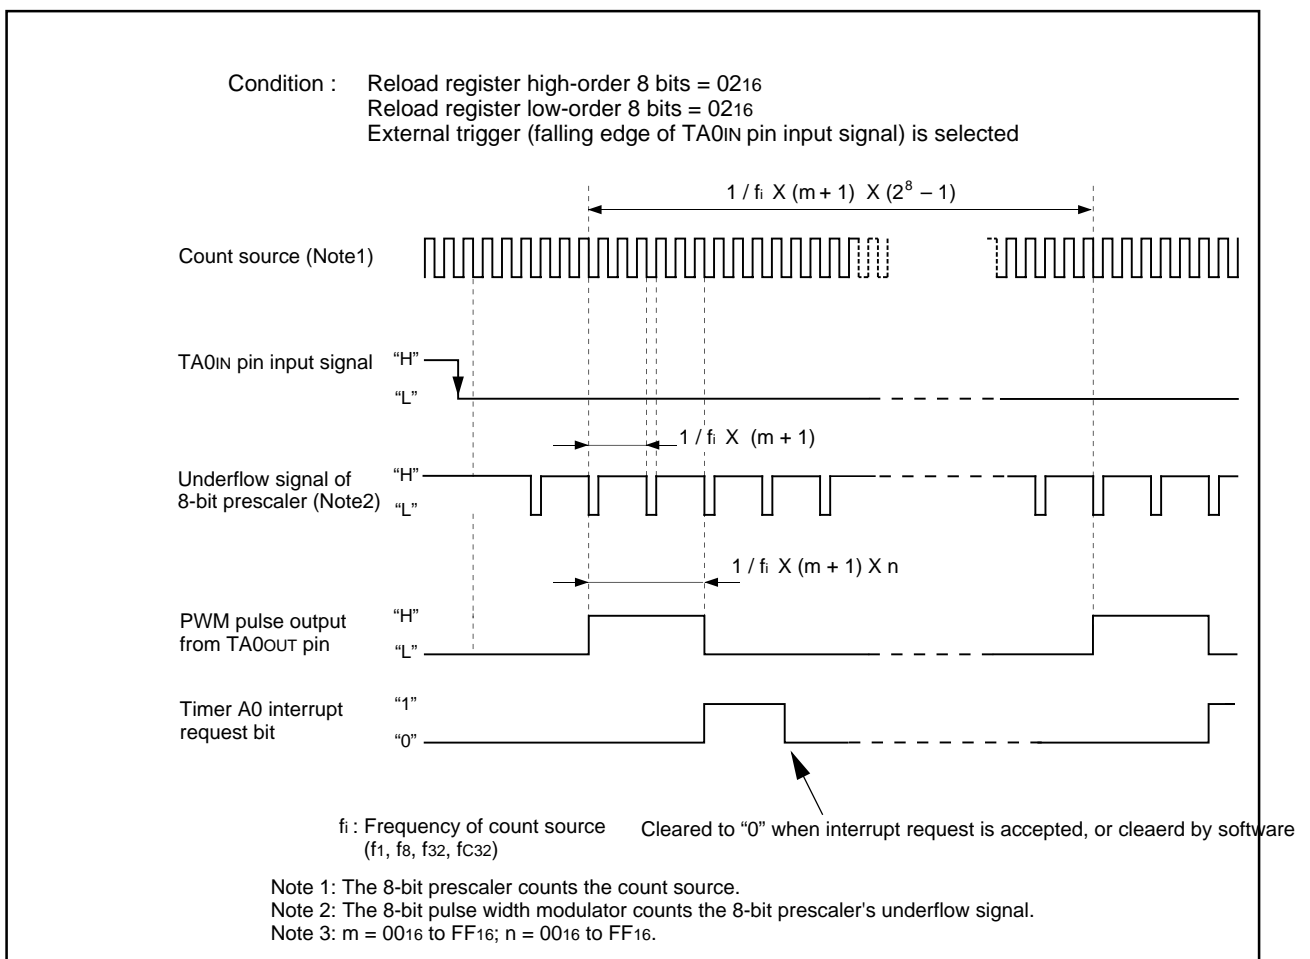 Condition : Reload register high-order 8 bits = 0216
Reload register low-order 8 bits = 0216
External trigger (falling edge of TA0IN pin input signal) is selected
1 / fi X (m + 1) X (2^8 – 1)
Count source (Note1)
TA0IN pin input signal
“H”
“L”
1 / fi X (m + 1)
Underflow signal of
8-bit prescaler (Note2)
“H”
“L”
1 / fi X (m + 1) X n
PWM pulse output
from TA0OUT pin
“H”
“L”
Timer A0 interrupt
request bit
“1”
“0”
fi : Frequency of count source
(f1, f8, f32, fC32)
Cleared to “0” when interrupt request is accepted, or cleaerd by software
Note 1: The 8-bit prescaler counts the count source.
Note 2: The 8-bit pulse width modulator counts the 8-bit prescaler's underflow signal.
Note 3: m = 0016 to FF16; n = 0016 to FF16.